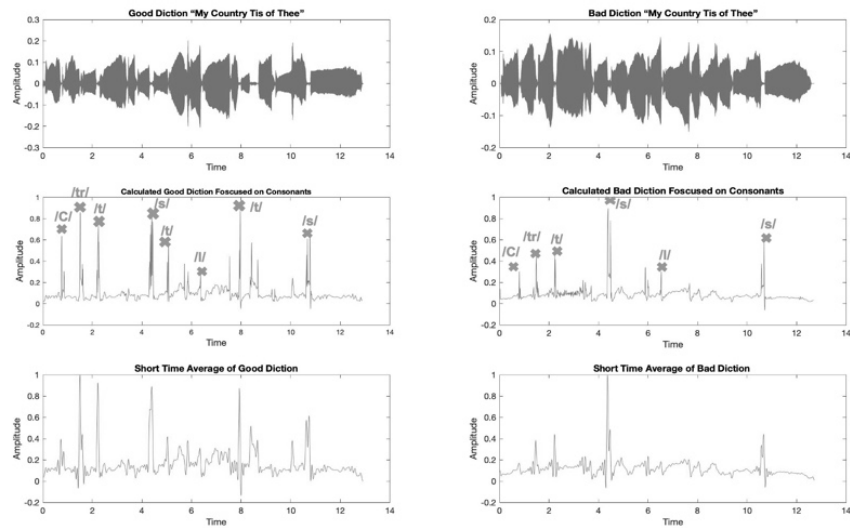 Good Diction “My Country Tis of Thee”
0.3
0.2
0.1
0
-0.1
-0.2
-0.3
Amplitude
0 2 4 6 8 10 12 14
Time
Bad Diction “My Country Tis of Thee”
0.2
0.1
0
-0.1
-0.2
Amplitude
0 2 4 6 8 10 12 14
Time
Calculated Good Diction Foscused on Consonants
1
0.8
0.6
0.4
0.2
0
-0.2
Amplitude
/C/
/tr/
/t/
/s/
/t/
/l/
/t/
/s/
0 2 4 6 8 10 12 14
Time
Calculated Bad Diction Foscused on Consonants
1
0.8
0.6
0.4
0.2
0
-0.2
Amplitude
/C/
/tr/
/t/
/s/
/l/
/s/
0 2 4 6 8 10 12 14
Time
Short Time Average of Good Diction
1
0.8
0.6
0.4
0.2
0
-0.2
Amplitude
0 2 4 6 8 10 12 14
Time
Short Time Average of Bad Diction
1
0.8
0.6
0.4
0.2
0
-0.2
Amplitude
0 2 4 6 8 10 12 14
Time